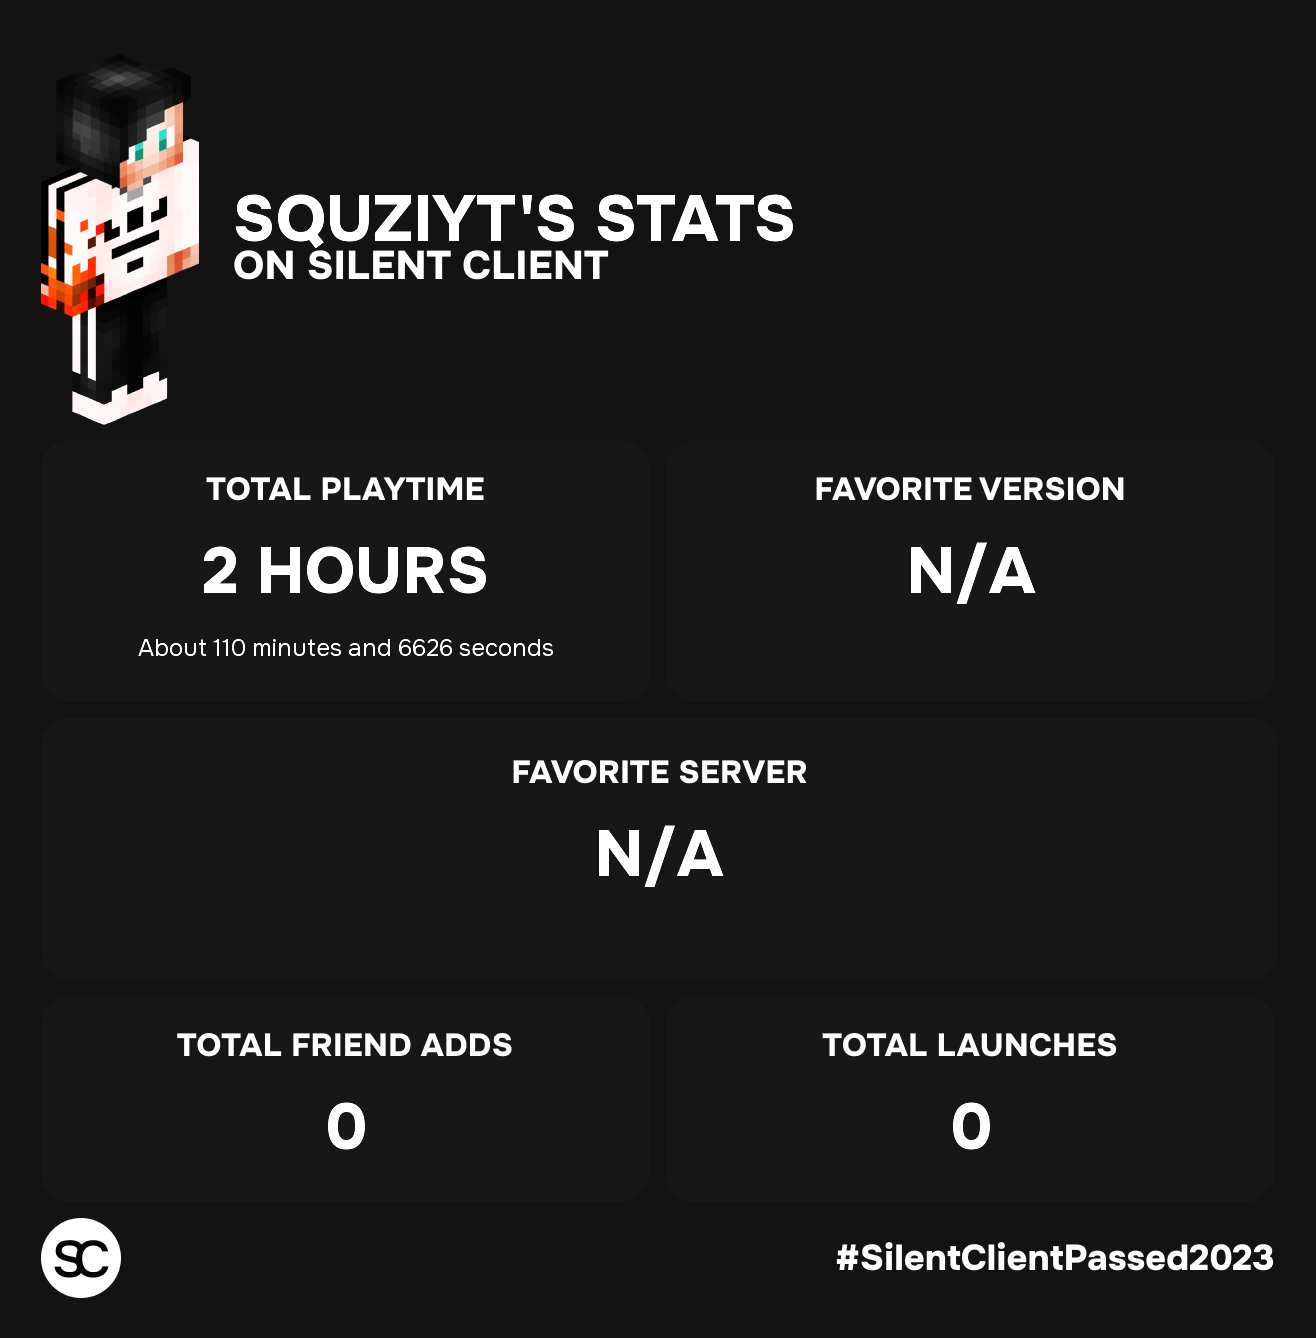 SQUZIYT'S STATS
ON SILENT CLIENT
TOTAL PLAYTIME
2 HOURS
About 110 minutes and 6626 seconds
FAVORITE VERSION
N/A
FAVORITE SERVER
N/A
TOTAL FRIEND ADDS
0
TOTAL LAUNCHES
0
SC
#SilentClientPassed2023